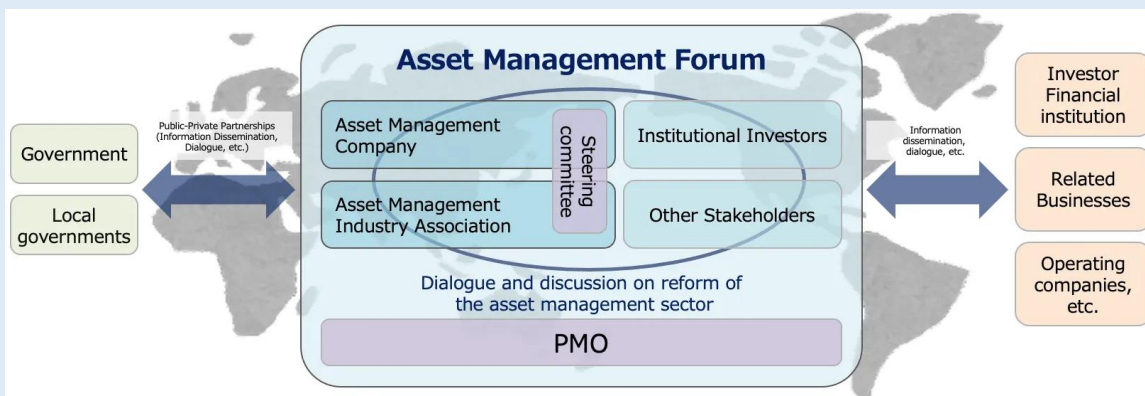 Asset Management Forum
Government
Local
governments
Public-Private Partnerships
(Information Dissemination,
Dialogue, etc.)
Asset Management
Company
Asset Management
Industry Association
Steering
committee
Institutional Investors
Other Stakeholders
Dialogue and discussion on reform of
the asset management sector
PMO
Information
dissemination,
dialogue, etc.
Investor
Financial
institution
Related
Businesses
Operating
companies,
etc.